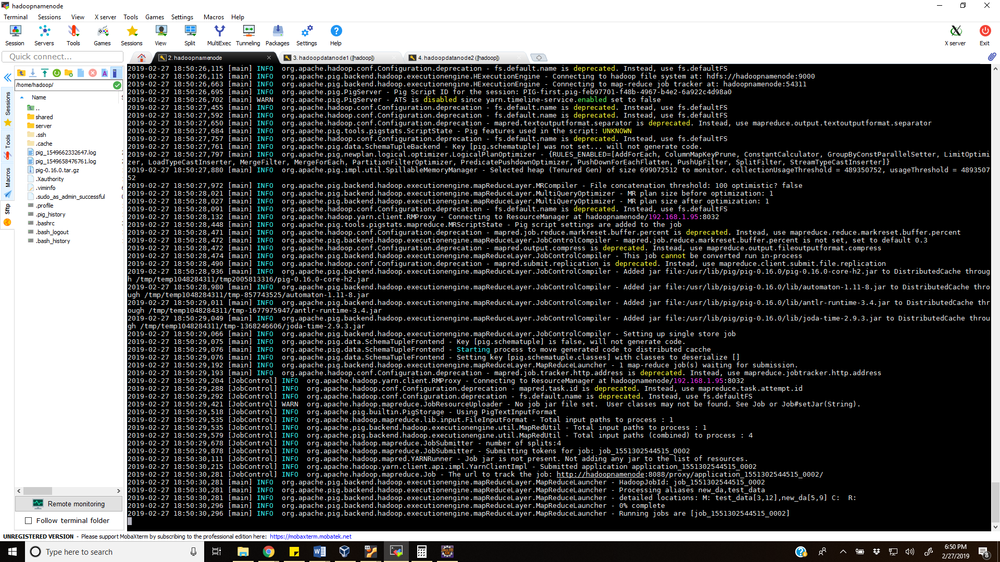 hadoopnamenode
Terminal Sessions View X server Tools Games Settings Macros Help
Session Servers Tools Games Sessions View Split MultiExec Tunneling Packages Settings Help X server Exit
Quick connect...
2. hadoopnamenode
3. hadoopdatanode1 ([hadoop])
4. hadoopdatanode2 ([hadoop])
Sessions
Tools
Macros
Sftp
/home/hadoop/
Name
..
shared
server
.ssh
.cache
pig_1549662332647.log
pig_1549658476761.log
pig-0.16.0.tar.gz
.Xauthority
.viminfo
.sudo_as_admin_successful
.profile
.pig_history
.bashrc
.bash_logout
.bash_history
Remote monitoring
Follow terminal folder
2019-02-27 18:50:26,115 [main] INFO  org.apache.hadoop.conf.Configuration.deprecation - fs.default.name is deprecated. Instead, use fs.defaultFS
2019-02-27 18:50:26,115 [main] INFO  org.apache.pig.backend.hadoop.executionengine.HExecutionEngine - Connecting to hadoop file system at: hdfs://hadoopnamenode:9000
2019-02-27 18:50:26,663 [main] INFO  org.apache.pig.backend.hadoop.executionengine.HExecutionEngine - Connecting to map-reduce job tracker at: hadoopnamenode:54311
2019-02-27 18:50:26,695 [main] INFO  org.apache.pig.PigServer - Pig Script ID for the session: PIG-first.pig-feb97701-f48b-4967-b4e2-6a922c4d98a0
2019-02-27 18:50:26,702 [main] WARN  org.apache.pig.PigServer - ATS is disabled since yarn.timeline-service.enabled set to false
2019-02-27 18:50:27,455 [main] INFO  org.apache.hadoop.conf.Configuration.deprecation - fs.default.name is deprecated. Instead, use fs.defaultFS
2019-02-27 18:50:27,592 [main] INFO  org.apache.hadoop.conf.Configuration.deprecation - fs.default.name is deprecated. Instead, use fs.defaultFS
2019-02-27 18:50:27,650 [main] INFO  org.apache.hadoop.conf.Configuration.deprecation - mapred.textoutputformat.separator is deprecated. Instead, use mapreduce.output.textoutputformat.separator
2019-02-27 18:50:27,684 [main] INFO  org.apache.pig.tools.pigstats.ScriptState - Pig features used in the script: UNKNOWN
2019-02-27 18:50:27,757 [main] INFO  org.apache.hadoop.conf.Configuration.deprecation - fs.default.name is deprecated. Instead, use fs.defaultFS
2019-02-27 18:50:27,761 [main] INFO  org.apache.pig.data.SchemaTupleBackend - Key [pig.schematuple] was not set... will not generate code.
2019-02-27 18:50:27,797 [main] INFO  org.apache.pig.newplan.logical.optimizer.LogicalPlanOptimizer - {RULES_ENABLED=[AddForEach, ColumnMapKeyPrune, ConstantCalculator, GroupByConstParallelSetter, LimitOptimi
zer, LoadTypeCastInserter, MergeFilter, MergeForEach, PartitionFilterOptimizer, PredicatePushdownOptimizer, PushDownForEachFlatten, PushUpFilter, SplitFilter, StreamTypeCastInserter]}
2019-02-27 18:50:27,880 [main] INFO  org.apache.pig.impl.util.SpillableMemoryManager - Selected heap (Tenured Gen) of size 699072512 to monitor. collectionUsageThreshold = 489350752, usageThreshold = 4893507
52
2019-02-27 18:50:27,972 [main] INFO  org.apache.pig.backend.hadoop.executionengine.mapReduceLayer.MRCompiler - File concatenation threshold: 100 optimistic? false
2019-02-27 18:50:28,021 [main] INFO  org.apache.pig.backend.hadoop.executionengine.mapReduceLayer.MultiQueryOptimizer - MR plan size before optimization: 1
2019-02-27 18:50:28,027 [main] INFO  org.apache.pig.backend.hadoop.executionengine.mapReduceLayer.MultiQueryOptimizer - MR plan size after optimization: 1
2019-02-27 18:50:28,091 [main] INFO  org.apache.hadoop.conf.Configuration.deprecation - fs.default.name is deprecated. Instead, use fs.defaultFS
2019-02-27 18:50:28,132 [main] INFO  org.apache.hadoop.yarn.client.RMProxy - Connecting to ResourceManager at hadoopnamenode/192.168.1.95:8032
2019-02-27 18:50:28,448 [main] INFO  org.apache.pig.tools.pigstats.mapreduce.MRScriptState - Pig script settings are added to the job
2019-02-27 18:50:28,471 [main] INFO  org.apache.hadoop.conf.Configuration.deprecation - mapred.job.reduce.markreset.buffer.percent is deprecated. Instead, use mapreduce.reduce.markreset.buffer.percent
2019-02-27 18:50:28,472 [main] INFO  org.apache.pig.backend.hadoop.executionengine.mapReduceLayer.JobControlCompiler - mapred.job.reduce.markreset.buffer.percent is not set, set to default 0.3
2019-02-27 18:50:28,472 [main] INFO  org.apache.hadoop.conf.Configuration.deprecation - mapred.output.compress is deprecated. Instead, use mapreduce.output.fileoutputformat.compress
2019-02-27 18:50:28,474 [main] INFO  org.apache.pig.backend.hadoop.executionengine.mapReduceLayer.JobControlCompiler - This job cannot be converted run in-process
2019-02-27 18:50:28,490 [main] INFO  org.apache.hadoop.conf.Configuration.deprecation - mapred.submit.replication is deprecated. Instead, use mapreduce.client.submit.file.replication
2019-02-27 18:50:28,936 [main] INFO  org.apache.pig.backend.hadoop.executionengine.mapReduceLayer.JobControlCompiler - Added jar file:/usr/lib/pig/pig-0.16.0/pig-0.16.0-core-h2.jar to DistributedCache throug
h /tmp/temp1048284311/tmp2005813316/pig-0.16.0-core-h2.jar
2019-02-27 18:50:28,980 [main] INFO  org.apache.pig.backend.hadoop.executionengine.mapReduceLayer.JobControlCompiler - Added jar file:/usr/lib/pig/pig-0.16.0/lib/automaton-1.11-8.jar to DistributedCache thro
ugh /tmp/temp1048284311/tmp-857743525/automaton-1.11-8.jar
2019-02-27 18:50:29,011 [main] INFO  org.apache.pig.backend.hadoop.executionengine.mapReduceLayer.JobControlCompiler - Added jar file:/usr/lib/pig/pig-0.16.0/lib/antlr-runtime-3.4.jar to DistributedCache thr
ough /tmp/temp1048284311/tmp-1677975947/antlr-runtime-3.4.jar
2019-02-27 18:50:29,049 [main] INFO  org.apache.pig.backend.hadoop.executionengine.mapReduceLayer.JobControlCompiler - Added jar file:/usr/lib/pig/pig-0.16.0/lib/joda-time-2.9.3.jar to DistributedCache throu
gh /tmp/temp1048284311/tmp-1368246606/joda-time-2.9.3.jar
2019-02-27 18:50:29,066 [main] INFO  org.apache.pig.backend.hadoop.executionengine.mapReduceLayer.JobControlCompiler - Setting up single store job
2019-02-27 18:50:29,075 [main] INFO  org.apache.pig.data.SchemaTupleFrontend - Key [pig.schematuple] is false, will not generate code.
2019-02-27 18:50:29,076 [main] INFO  org.apache.pig.data.SchemaTupleFrontend - Starting process to move generated code to distributed cacche
2019-02-27 18:50:29,076 [main] INFO  org.apache.pig.data.SchemaTupleFrontend - Setting key [pig.schematuple.classes] with classes to deserialize []
2019-02-27 18:50:29,192 [main] INFO  org.apache.pig.backend.hadoop.executionengine.mapReduceLayer.MapReduceLauncher - 1 map-reduce job(s) waiting for submission.
2019-02-27 18:50:29,193 [main] INFO  org.apache.hadoop.conf.Configuration.deprecation - mapred.job.tracker.http.address is deprecated. Instead, use mapreduce.jobtracker.http.address
2019-02-27 18:50:29,204 [JobControl] INFO  org.apache.hadoop.yarn.client.RMProxy - Connecting to ResourceManager at hadoopnamenode/192.168.1.95:8032
2019-02-27 18:50:29,288 [JobControl] INFO  org.apache.hadoop.conf.Configuration.deprecation - mapred.task.id is deprecated. Instead, use mapreduce.task.attempt.id
2019-02-27 18:50:29,292 [JobControl] INFO  org.apache.hadoop.conf.Configuration.deprecation - fs.default.name is deprecated. Instead, use fs.defaultFS
2019-02-27 18:50:29,421 [JobControl] WARN  org.apache.hadoop.mapreduce.JobResourceUploader - No job jar file set.  User classes may not be found. See Job or Job#setJar(String).
2019-02-27 18:50:29,518 [JobControl] INFO  org.apache.pig.builtin.PigStorage - Using PigTextInputFormat
2019-02-27 18:50:29,535 [JobControl] INFO  org.apache.hadoop.mapreduce.lib.input.FileInputFormat - Total input paths to process : 1
2019-02-27 18:50:29,535 [JobControl] INFO  org.apache.pig.backend.hadoop.executionengine.util.MapRedUtil - Total input paths to process : 1
2019-02-27 18:50:29,579 [JobControl] INFO  org.apache.pig.backend.hadoop.executionengine.util.MapRedUtil - Total input paths (combined) to process : 4
2019-02-27 18:50:29,678 [JobControl] INFO  org.apache.hadoop.mapreduce.JobSubmitter - number of splits:4
2019-02-27 18:50:29,878 [JobControl] INFO  org.apache.hadoop.mapreduce.JobSubmitter - Submitting tokens for job: job_1551302544515_0002
2019-02-27 18:50:30,111 [JobControl] INFO  org.apache.hadoop.mapred.YARNRunner - Job jar is not present. Not adding any jar to the list of resources.
2019-02-27 18:50:30,215 [JobControl] INFO  org.apache.hadoop.yarn.client.api.impl.YarnClientImpl - Submitted application application_1551302544515_0002
2019-02-27 18:50:30,281 [JobControl] INFO  org.apache.hadoop.mapreduce.Job - The url to track the job: http://hadoopnamenode:8088/proxy/application_1551302544515_0002/
2019-02-27 18:50:30,281 [main] INFO  org.apache.pig.backend.hadoop.executionengine.mapReduceLayer.MapReduceLauncher - HadoopJobId: job_1551302544515_0002
2019-02-27 18:50:30,281 [main] INFO  org.apache.pig.backend.hadoop.executionengine.mapReduceLayer.MapReduceLauncher - Processing aliases new_da,test_data
2019-02-27 18:50:30,281 [main] INFO  org.apache.pig.backend.hadoop.executionengine.mapReduceLayer.MapReduceLauncher - detailed locations: M: test_data[3,12],new_da[5,9] C:  R:
2019-02-27 18:50:30,296 [main] INFO  org.apache.pig.backend.hadoop.executionengine.mapReduceLayer.MapReduceLauncher - 0% complete
2019-02-27 18:50:30,296 [main] INFO  org.apache.pig.backend.hadoop.executionengine.mapReduceLayer.MapReduceLauncher - Running jobs are [job_1551302544515_0002]
UNREGISTERED VERSION - Please support MobaXterm by subscribing to the professional edition here: https://mobaxterm.mobatek.net
Type here to search
6:50 PM
2/27/2019
8